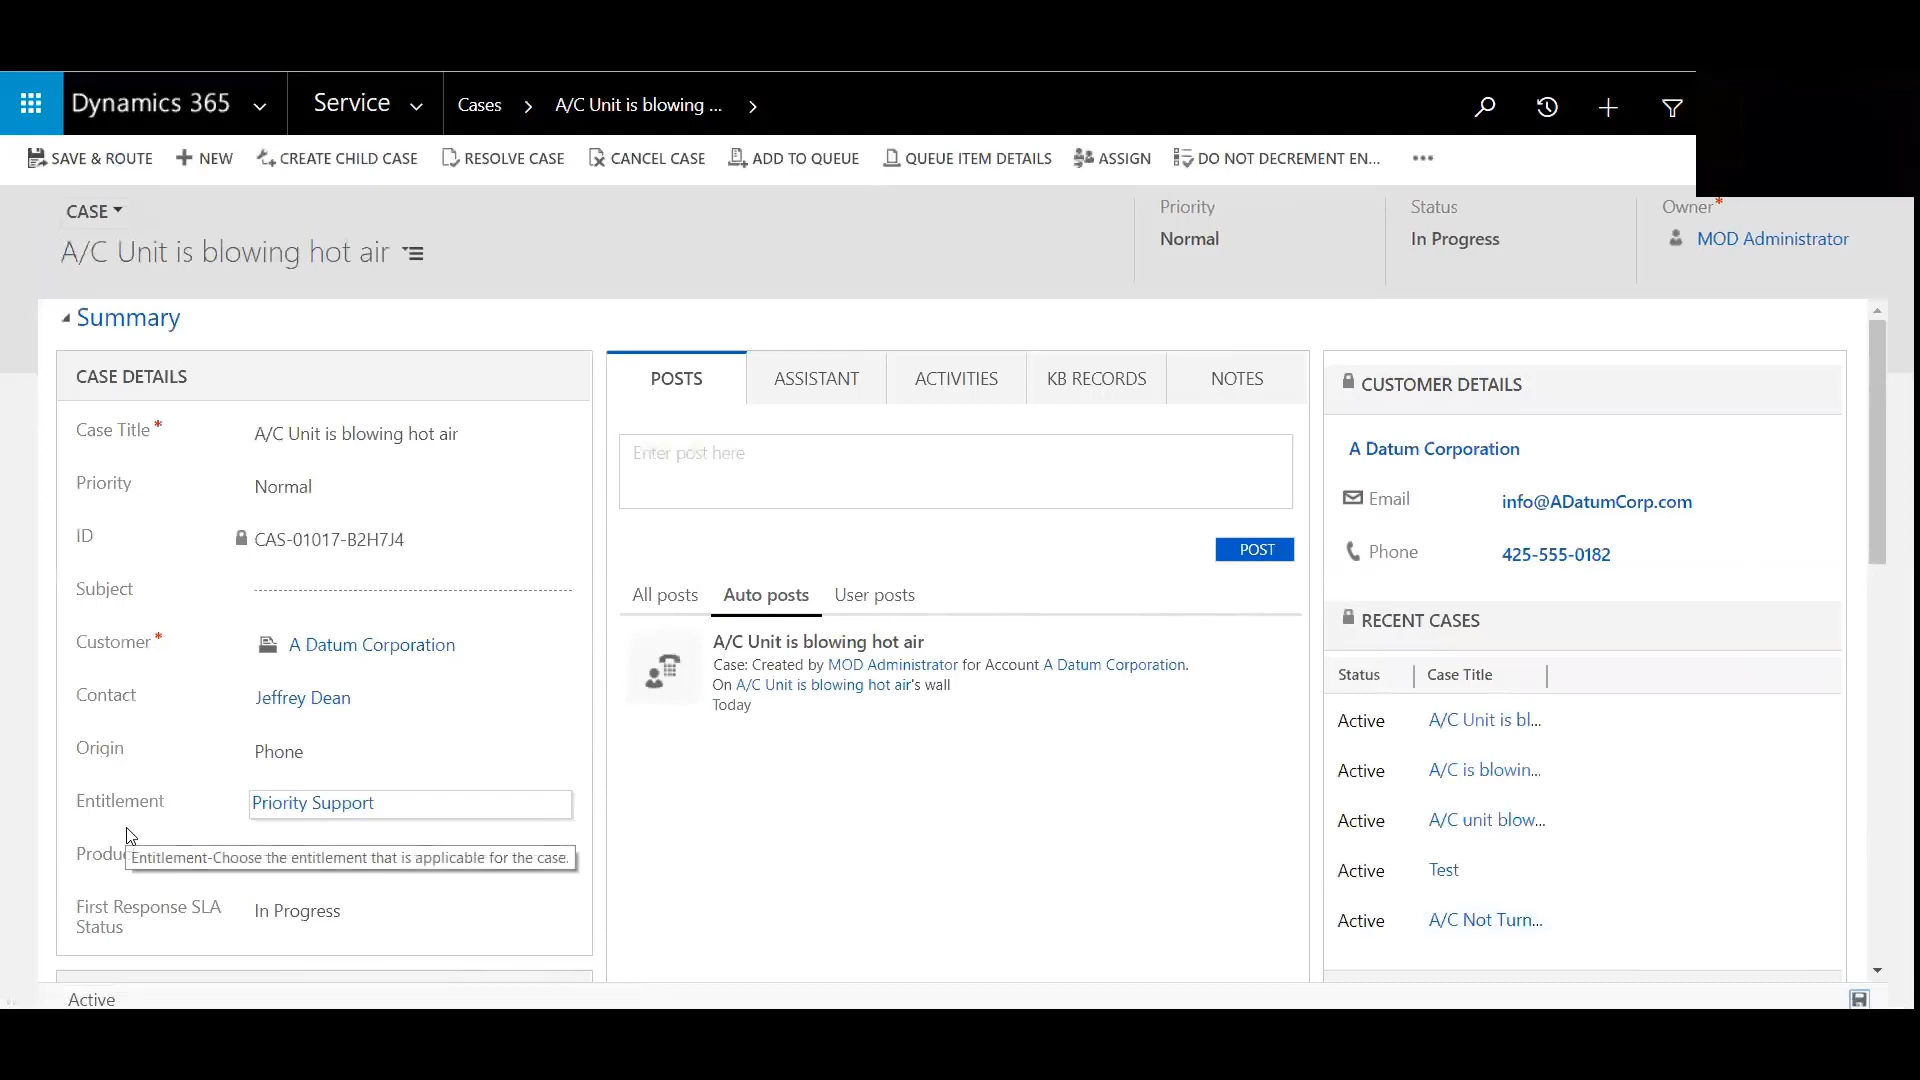 Dynamics 365
Service
Cases
A/C Unit is blowing ...
SAVE & ROUTE
NEW
CREATE CHILD CASE
RESOLVE CASE
CANCEL CASE
ADD TO QUEUE
QUEUE ITEM DETAILS
ASSIGN
DO NOT DECREMENT EN...
CASE
A/C Unit is blowing hot air
Priority
Normal
Status
In Progress
Owner*
MOD Administrator
Summary
CASE DETAILS
Case Title*
A/C Unit is blowing hot air
Priority
Normal
ID
CAS-01017-B2H7J4
Subject
Customer*
A Datum Corporation
Contact
Jeffrey Dean
Origin
Phone
Entitlement
Priority Support
Produ
Entitlement-Choose the entitlement that is applicable for the case.
First Response SLA
Status
In Progress
POSTS
ASSISTANT
ACTIVITIES
KB RECORDS
NOTES
Enter post here
POST
All posts
Auto posts
User posts
A/C Unit is blowing hot air
Case: Created by MOD Administrator for Account A Datum Corporation.
On A/C Unit is blowing hot air's wall
Today
CUSTOMER DETAILS
A Datum Corporation
Email
info@ADatumCorp.com
Phone
425-555-0182
RECENT CASES
Status
Case Title
Active
A/C Unit is bl...
Active
A/C is blowin...
Active
A/C unit blow...
Active
Test
Active
A/C Not Turn...
Active